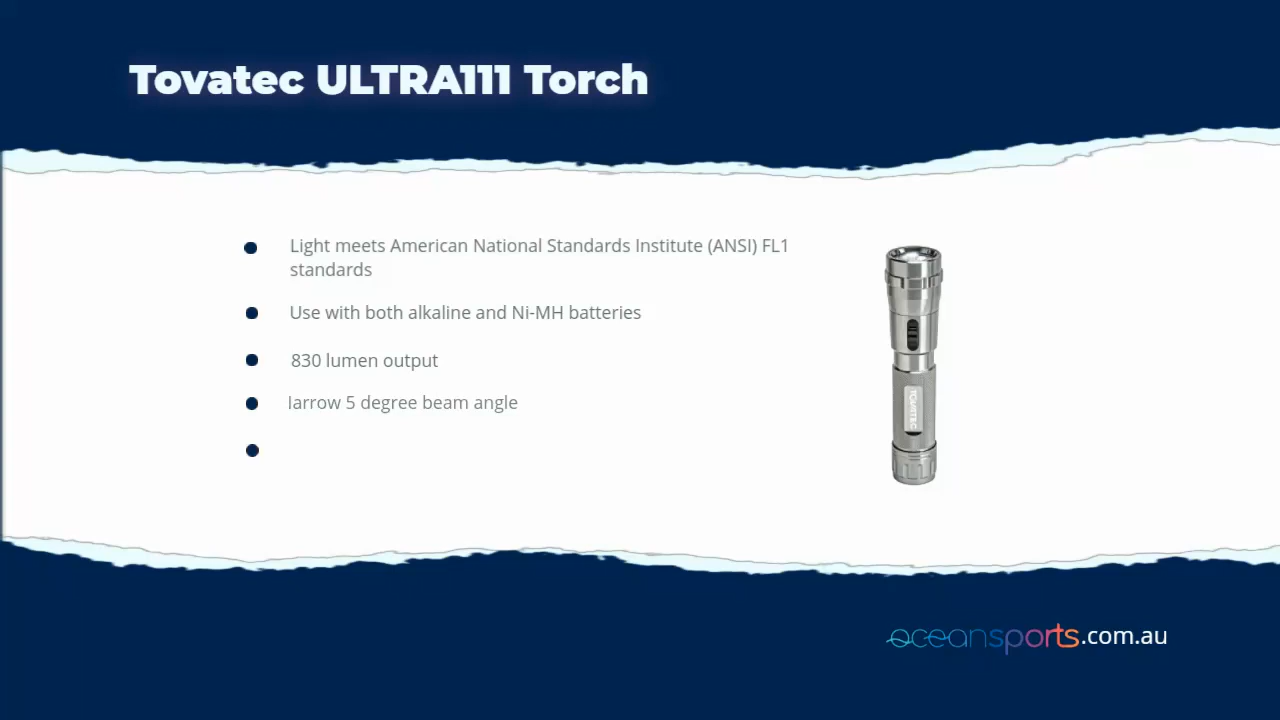 Tovatec ULTRA111 Torch
Light meets American National Standards Institute (ANSI) FL1
standards
Use with both alkaline and Ni-MH batteries
830 lumen output
larrow 5 degree beam angle
TOVATEC
oceansports.com.au